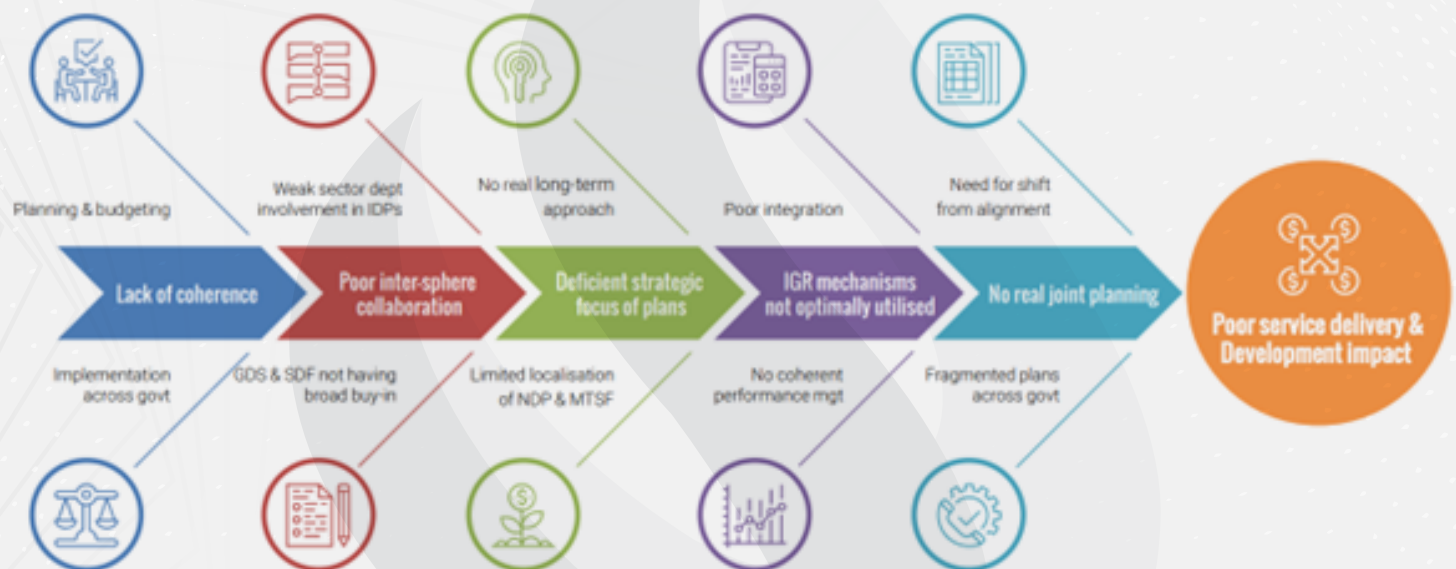 Planning & budgeting
Weak sector dept
involvement in IDPs
No real long-term
approach
Poor integration
Need for shift
from alignment
Lack of coherence
Poor inter-sphere
collaboration
Deficient strategic
focus of plans
IGR mechanisms
not optimally utilised
No real joint planning
Poor service delivery &
Development impact
Implementation
across govt
GDS & SDF not having
broad buy-in
Limited localisation
of NDP & MTSF
No coherent
performance mgt
Fragmented plans
across govt